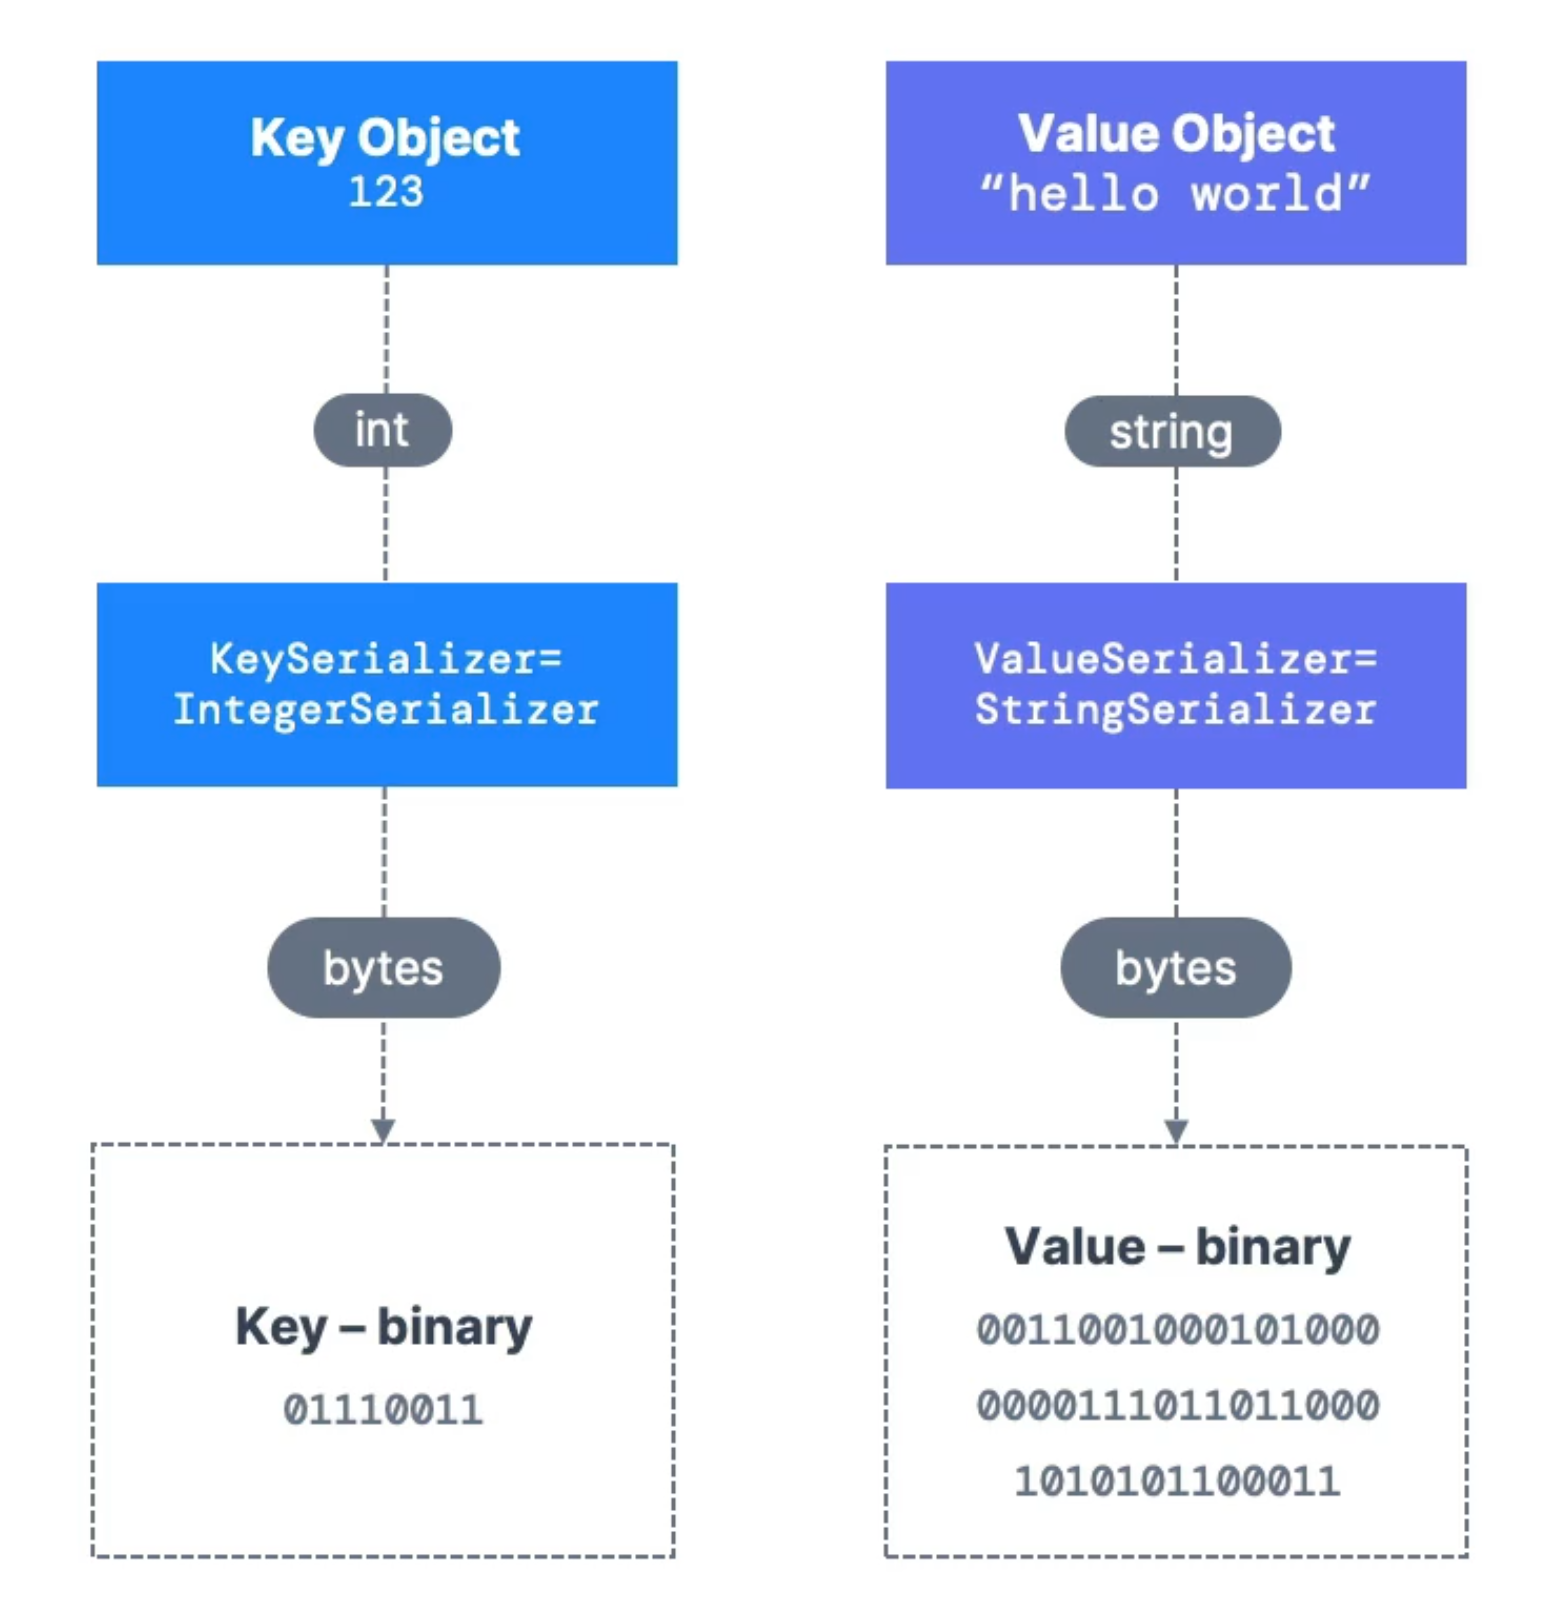 Key Object
123
int
KeySerializer=
IntegerSerializer
bytes
Key – binary
01110011
Value Object
“hello world”
string
ValueSerializer=
StringSerializer
bytes
Value – binary
0011001000101000
0000111011011000
1010101100011